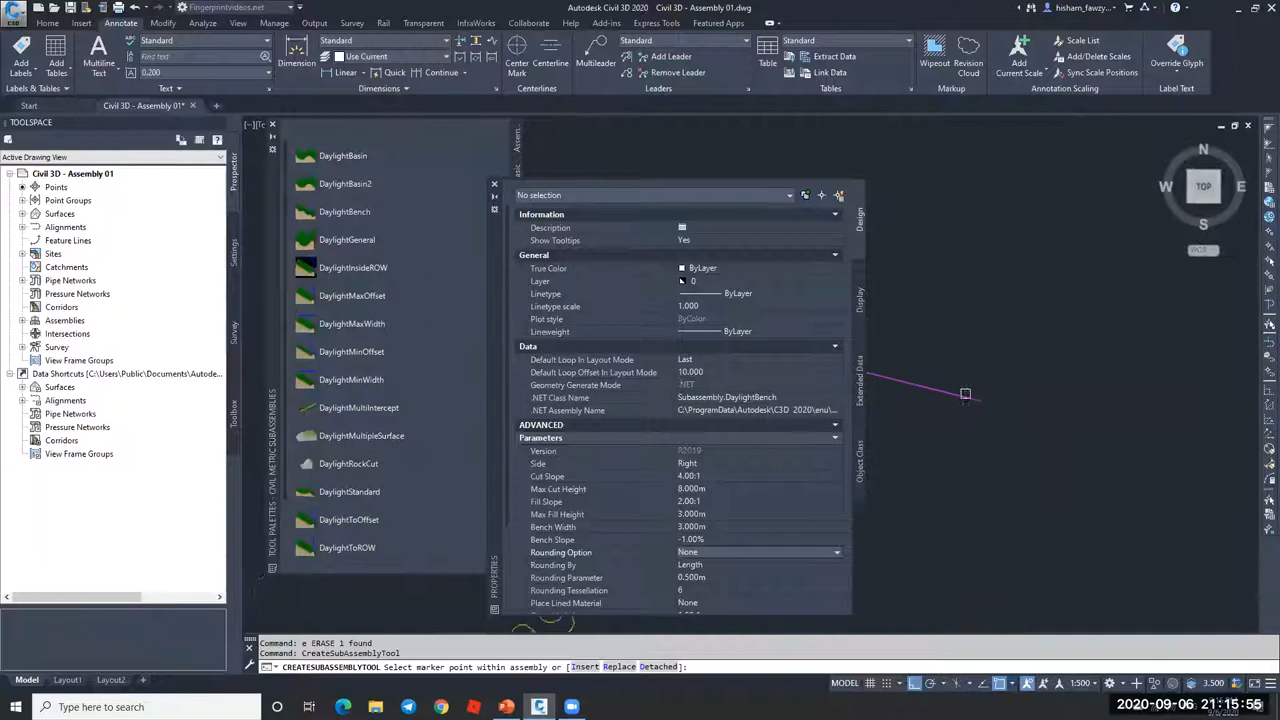 Fingerprintvideos.net
Autodesk Civil 3D 2020 Civil 3D - Assembly 01.dwg
hisham_fawzy...
C3D
Home Insert Annotate Modify Analyze View Manage Output Survey Rail Transparent InfraWorks Collaborate Help Add-ins Express Tools Featured Apps
Add Labels
Add Tables
Labels & Tables
Multiline Text
Standard
Find text
0.200
Text
Dimension
Standard
Use Current
Linear Quick Continue
Dimensions
Center Mark
Centerline
Centerlines
Multileader
Standard
Add Leader
Remove Leader
Leaders
Table
Standard
Extract Data
Link Data
Tables
Wipeout
Revision Cloud
Markup
Add Current Scale
Scale List
Add/Delete Scales
Sync Scale Positions
Annotation Scaling
Override Glyph
Label Text
Start Civil 3D - Assembly 01*
TOOLSPACE
Active Drawing View
Civil 3D - Assembly 01
Points
Point Groups
Surfaces
Alignments
Feature Lines
Sites
Catchments
Pipe Networks
Pressure Networks
Corridors
Assemblies
Intersections
Survey
View Frame Groups
Data Shortcuts [C:\Users\Public\Documents\Autode...
Surfaces
Alignments
Pipe Networks
Pressure Networks
Corridors
View Frame Groups
Prospector
Settings
Survey
Toolbox
DaylightBasin
DaylightBasin2
DaylightBench
DaylightGeneral
DaylightInsideROW
DaylightMaxOffset
DaylightMaxWidth
DaylightMinOffset
DaylightMinWidth
DaylightMultiIntercept
DaylightMultipleSurface
DaylightRockCut
DaylightStandard
DaylightToOffset
DaylightToROW
TOOL PALETTES - CIVIL METRIC SUBASSEMBLIES
No selection
Information
Description
Show Tooltips Yes
General
True Color ByLayer
Layer 0
Linetype ByLayer
Linetype scale 1.000
Plot style ByColor
Lineweight ByLayer
Data
Default Loop In Layout Mode Last
Default Loop Offset In Layout Mode 10.000
Geometry Generate Mode .NET
.NET Class Name Subassembly.DaylightBench
.NET Assembly Name C:\ProgramData\Autodesk\C3D 2020\enu\...
ADVANCED
Parameters
Version R2019
Side Right
Cut Slope 4.00:1
Max Cut Height 8.000m
Fill Slope 2.00:1
Max Fill Height 3.000m
Bench Width 3.000m
Bench Slope -1.00%
Rounding Option None
Rounding By Length
Rounding Parameter 0.500m
Rounding Tessellation 6
Place Lined Material None
PROPERTIES
Design
Display
Extended Data
Object Class
N
W TOP E
S
Command: e ERASE 1 found
Command: CreateSubAssemblyTool
CREATESUBASSEMBLYTOOL Select marker point within assembly or [Insert Replace Detached]:
Model Layout1 Layout2
MODEL 1:500 3.500
Type here to search
2020-09-06 21:15:55